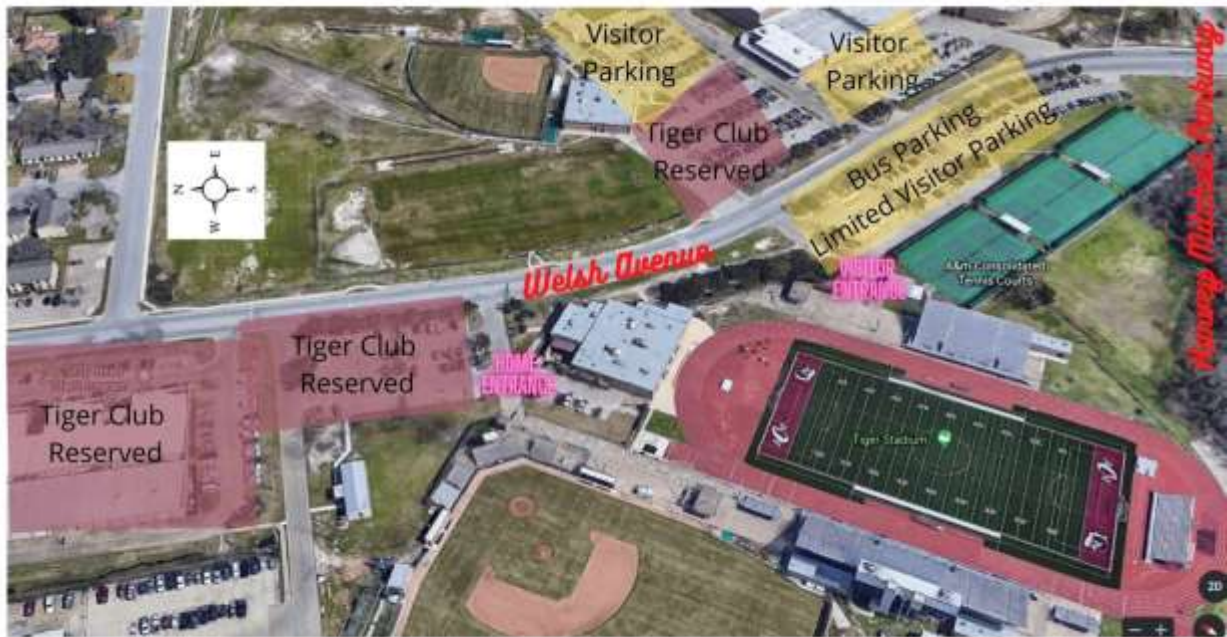 Visitor
Parking
Visitor
Parking
Tiger Club
Reserved
Bus Parking
Limited Visitor Parking
Harvey Mitchell Parkway
E
N
S
W
Welsh Avenue
VISITOR
ENTRANCE
A&M Consolidated
Tennis Courts
Tiger Club
Reserved
HOME
ENTRANCE
Tiger Club
Reserved
Tiger Stadium
2D